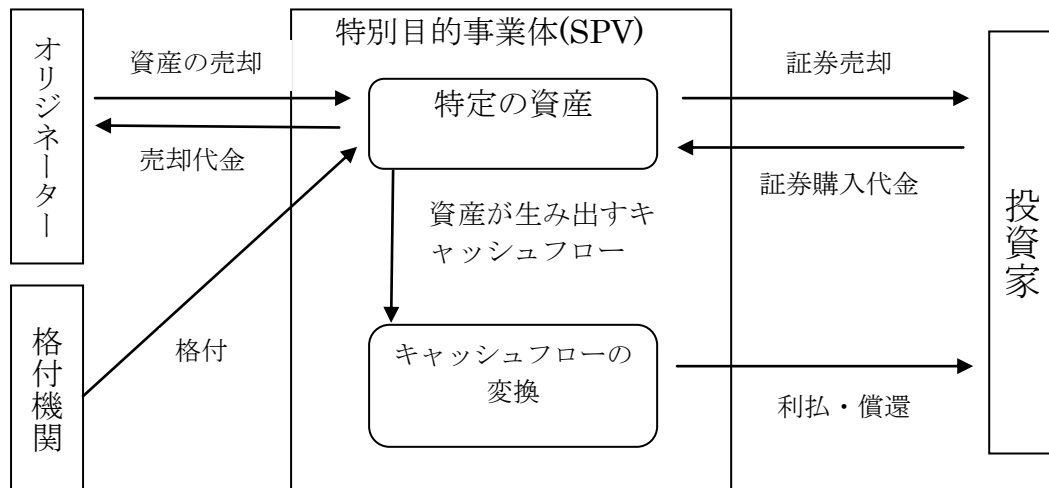 特別目的事業体(SPV)
オリジネーター
資産の売却
特定の資産
証券売却
売却代金
証券購入代金
資産が生み出すキ
ャッシュフロー
投資家
格付機関
格付
キャッシュフローの
変換
利払・償還